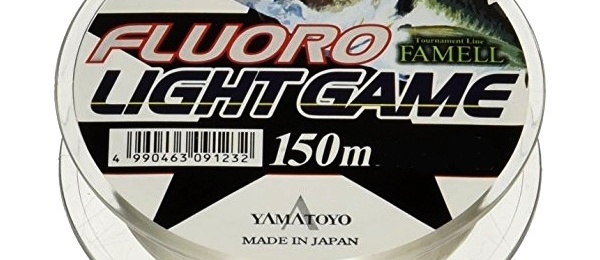 FLUORO
Tournament Line
FAMELL
LIGHT GAME
4 990463 091232
150m
YAMATOYO
MADE IN JAPAN